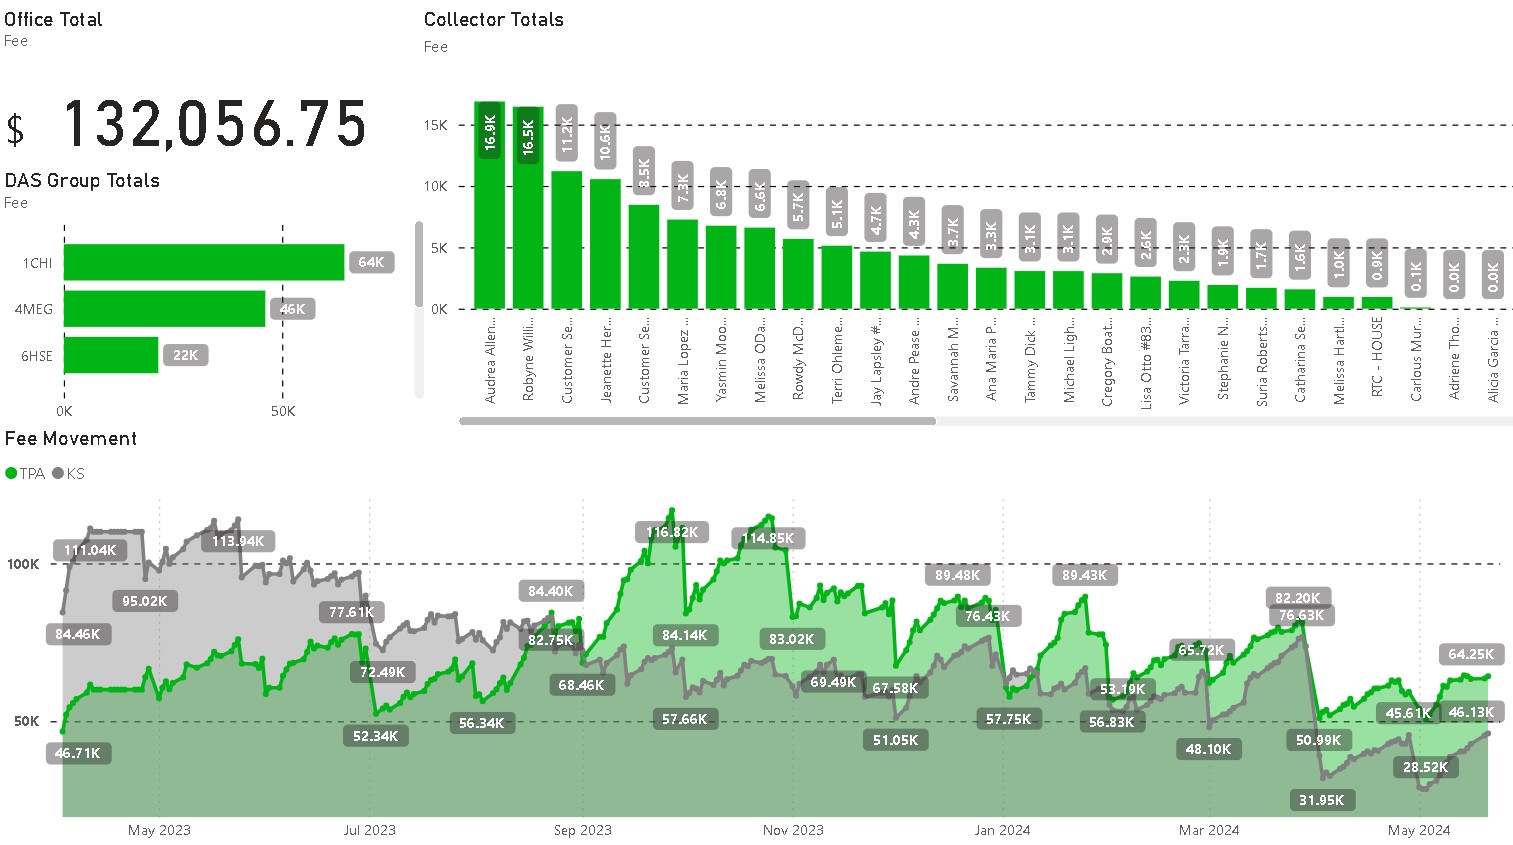 Office Total
Fee
$ 132,056.75
DAS Group Totals
Fee
1CHI
64K
4MEG
46K
6HSE
22K
0K
50K
Collector Totals
Fee
15K
10K
5K
0K
16.9K
16.5K
11.2K
10.6K
8.5K
7.3K
6.8K
6.6K
5.7K
5.1K
4.7K
4.3K
3.7K
3.3K
3.1K
3.1K
2.9K
2.6K
2.3K
1.9K
1.7K
1.6K
1.0K
0.9K
0.1K
0.0K
0.0K
Audrea Allen...
Robyne Willi...
Customer Se...
Jeanette Her...
Customer Se...
Maria Lopez ...
Yasmin Moo...
Melissa ODa...
Rowdy McD...
Terri Ohleme...
Jay Lapsley #...
Andre Pease ...
Savannah M...
Ana Maria P...
Tammy Dick ...
Michael Ligh...
Cregory Boat...
Lisa Otto #83...
Victoria Tarra...
Stephanie N...
Suria Roberts...
Catharina Se...
Melissa Hartl...
RTC - HOUSE
Carlous Mur...
Adriene Tho...
Alicia Garcia ...
Fee Movement
TPA KS
100K
50K
111.04K
113.94K
95.02K
84.46K
46.71K
77.61K
72.49K
52.34K
56.34K
84.40K
82.75K
68.46K
116.82K
84.14K
57.66K
114.85K
83.02K
69.49K
67.58K
51.05K
89.48K
76.43K
57.75K
89.43K
53.19K
56.83K
65.72K
48.10K
82.20K
76.63K
50.99K
31.95K
45.61K
28.52K
64.25K
46.13K
May 2023
Jul 2023
Sep 2023
Nov 2023
Jan 2024
Mar 2024
May 2024